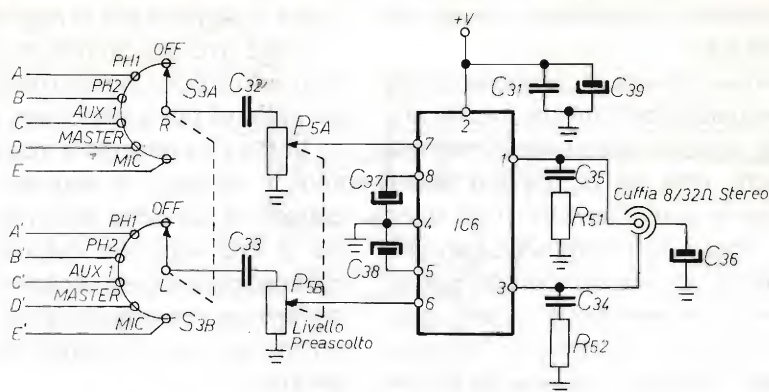 +V
OFF
PH1
A
PH2
B
AUX 1
C
MASTER
D
MIC
E
S3A
R
C32
P5A
C31
C39
2
7
8
4
5
6
1
3
IC6
C37
C38
C35
R51
Cuffia 8/32Ω Stereo
C36
C34
R52
OFF
PH1
A'
PH2
B'
AUX 1
C'
MASTER
D'
MIC
E'
S3B
L
C33
P5B
Livello
Preascolto